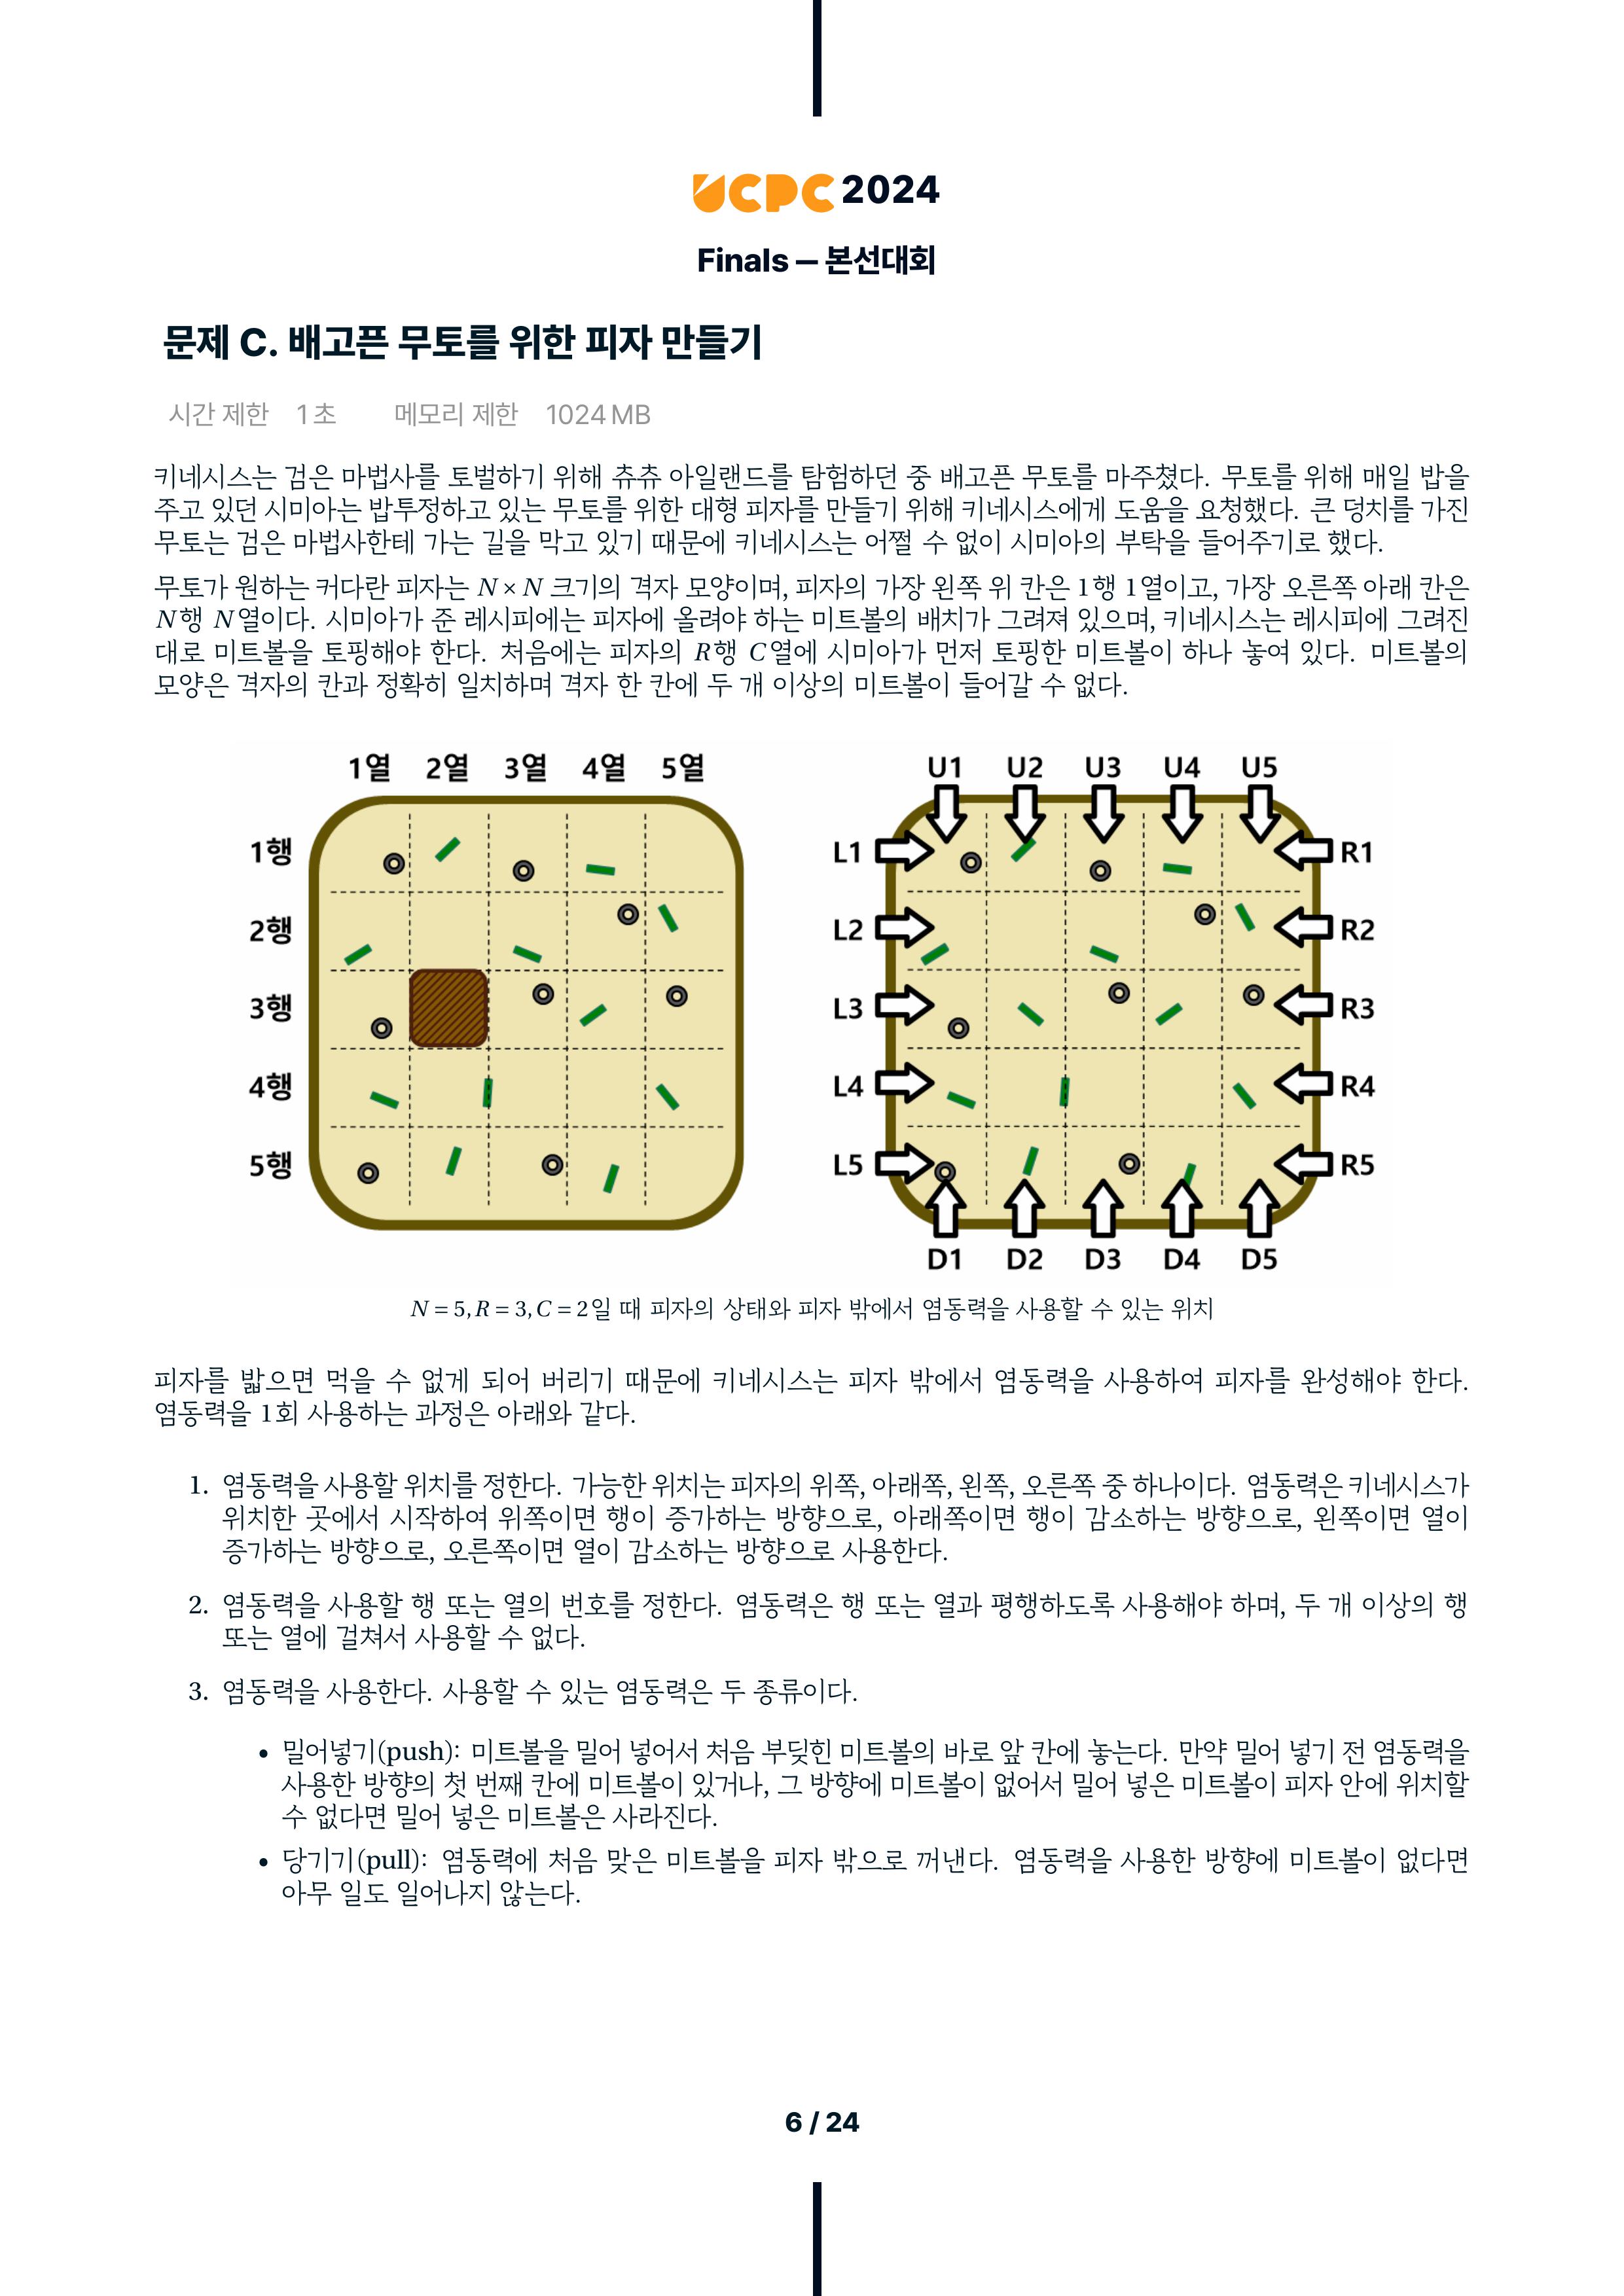 UCPC 2024
Finals — 본선대회
문제 C. 배고픈 무토를 위한 피자 만들기
시간 제한 1 초 메모리 제한 1024 MB
키네시스는 검은 마법사를 토벌하기 위해 츄츄 아일랜드를 탐험하던 중 배고픈 무토를 마주쳤다. 무토를 위해 매일 밥을
주고 있던 시미아는 밥투정하고 있는 무토를 위한 대형 피자를 만들기 위해 키네시스에게 도움을 요청했다. 큰 덩치를 가진
무토는 검은 마법사한테 가는 길을 막고 있기 때문에 키네시스는 어쩔 수 없이 시미아의 부탁을 들어주기로 했다.
무토가 원하는 커다란 피자는 N × N 크기의 격자 모양이며, 피자의 가장 왼쪽 위 칸은 1행 1열이고, 가장 오른쪽 아래 칸은
N행 N열이다. 시미아가 준 레시피에는 피자에 올려야 하는 미트볼의 배치가 그려져 있으며, 키네시스는 레시피에 그려진
대로 미트볼을 토핑해야 한다. 처음에는 피자의 R행 C열에 시미아가 먼저 토핑한 미트볼이 하나 놓여 있다. 미트볼의
모양은 격자의 칸과 정확히 일치하며 격자 한 칸에 두 개 이상의 미트볼이 들어갈 수 없다.
1열 2열 3열 4열 5열
1행
2행
3행
4행
5행
U1 U2 U3 U4 U5
L1 R1
L2 R2
L3 R3
L4 R4
L5 R5
D1 D2 D3 D4 D5
N = 5, R = 3, C = 2일 때 피자의 상태와 피자 밖에서 염동력을 사용할 수 있는 위치
피자를 밟으면 먹을 수 없게 되어 버리기 때문에 키네시스는 피자 밖에서 염동력을 사용하여 피자를 완성해야 한다.
염동력을 1회 사용하는 과정은 아래와 같다.
1. 염동력을 사용할 위치를 정한다. 가능한 위치는 피자의 위쪽, 아래쪽, 왼쪽, 오른쪽 중 하나이다. 염동력은 키네시스가
위치한 곳에서 시작하여 위쪽이면 행이 증가하는 방향으로, 아래쪽이면 행이 감소하는 방향으로, 왼쪽이면 열이
증가하는 방향으로, 오른쪽이면 열이 감소하는 방향으로 사용한다.
2. 염동력을 사용할 행 또는 열의 번호를 정한다. 염동력은 행 또는 열과 평행하도록 사용해야 하며, 두 개 이상의 행
또는 열에 걸쳐서 사용할 수 없다.
3. 염동력을 사용한다. 사용할 수 있는 염동력은 두 종류이다.
• 밀어넣기(push): 미트볼을 밀어 넣어서 처음 부딪힌 미트볼의 바로 앞 칸에 놓는다. 만약 밀어 넣기 전 염동력을
사용한 방향의 첫 번째 칸에 미트볼이 있거나, 그 방향에 미트볼이 없어서 밀어 넣은 미트볼이 피자 안에 위치할
수 없다면 밀어 넣은 미트볼은 사라진다.
• 당기기(pull): 염동력에 처음 맞은 미트볼을 피자 밖으로 꺼낸다. 염동력을 사용한 방향에 미트볼이 없다면
아무 일도 일어나지 않는다.
6 / 24